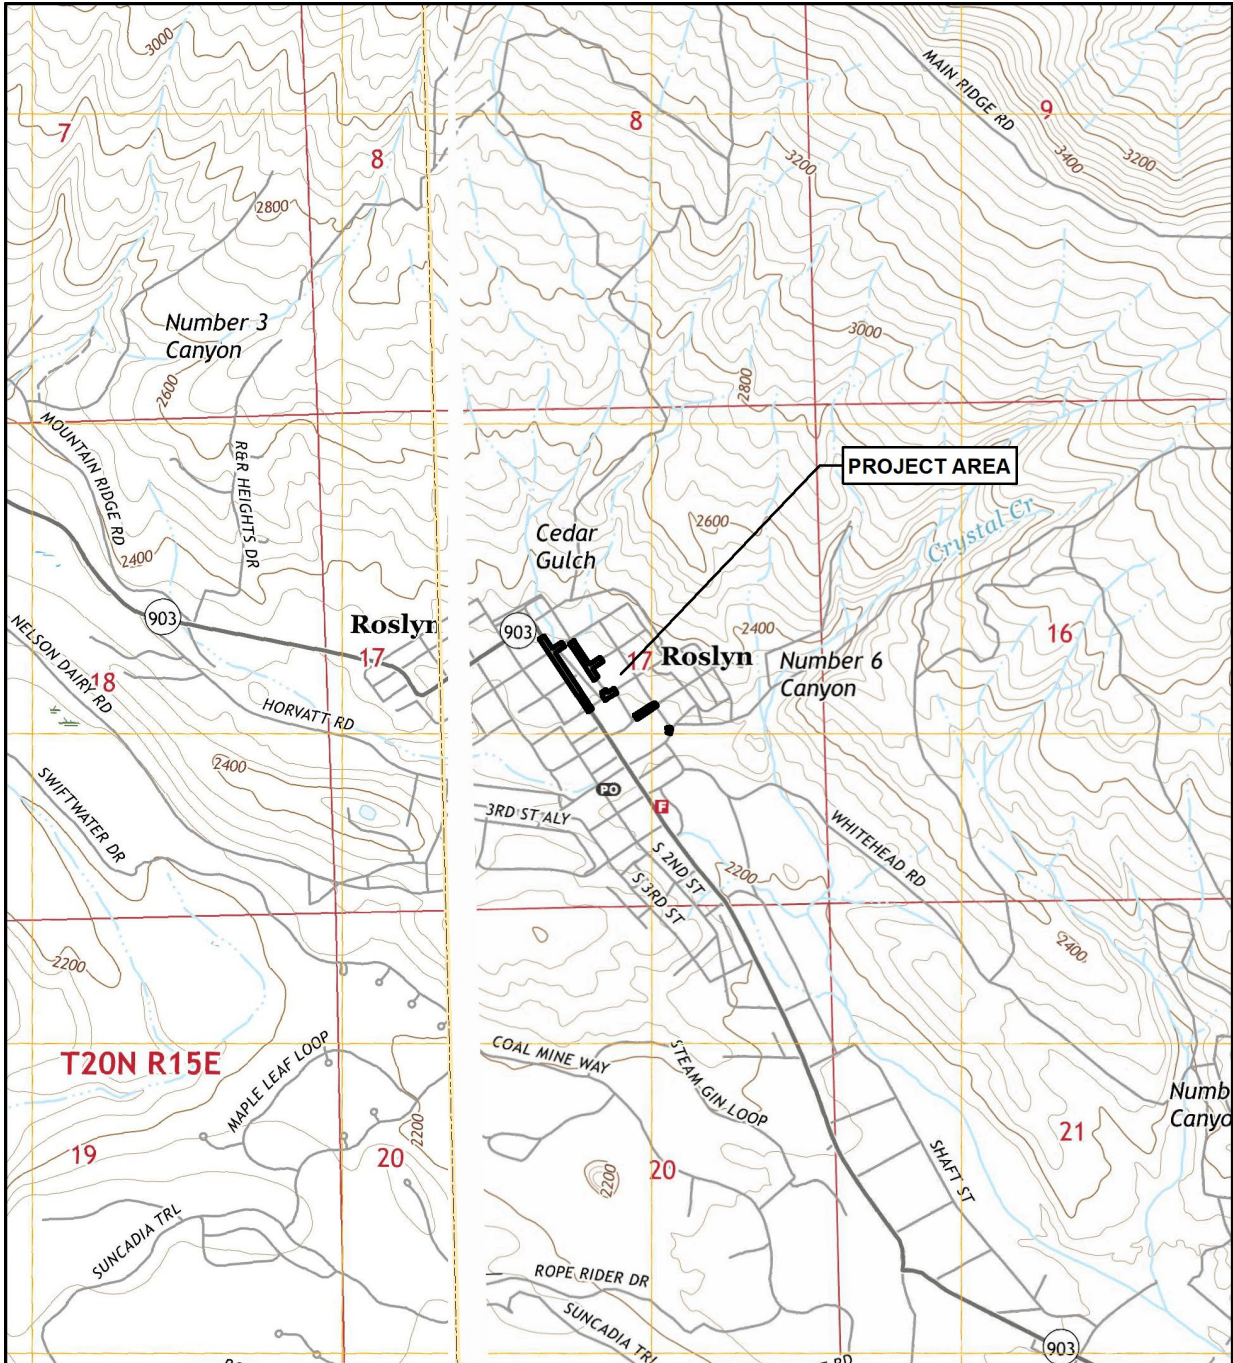 3000
MAIN RIDGE RD
7
8
8
9
3200
3400
3200
2800
Number 3
Canyon
3000
2600
2800
MOUNTAIN RIDGE RD
R&R HEIGHTS DR
PROJECT AREA
2600
Crystal Cr
Cedar
Gulch
2400
903
903
NELSON DAIRY RD
Roslyn
17
17
Roslyn
2400
16
Number 6
Canyon
18
HORVATT RD
2400
SWIFTWATER DR
PO
F
3RD ST ALY
WHITEHEAD RD
S 2ND ST
2200
S 3RD ST
2200
2400
T20N R15E
MAPLE LEAF LOOP
COAL MINE WAY
STEAM GIN LOOP
Numb
Canyo
2200
21
19
20
20
2200
SHAFT ST
SUNCADIA TRL
ROPE RIDER DR
SUNCADIA TRL
903
RD